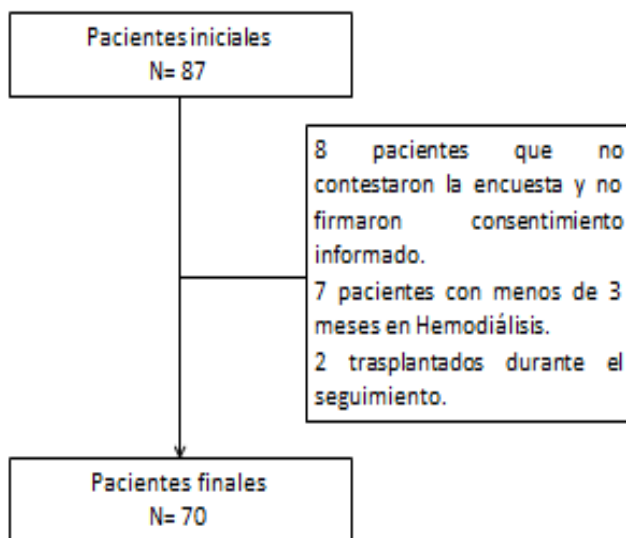 Pacientes iniciales
N= 87
8 pacientes que no
contestaron la encuesta y no
firmaron consentimiento
informado.
7 pacientes con menos de 3
meses en Hemodiálisis.
2 trasplantados durante el
seguimiento.
Pacientes finales
N= 70